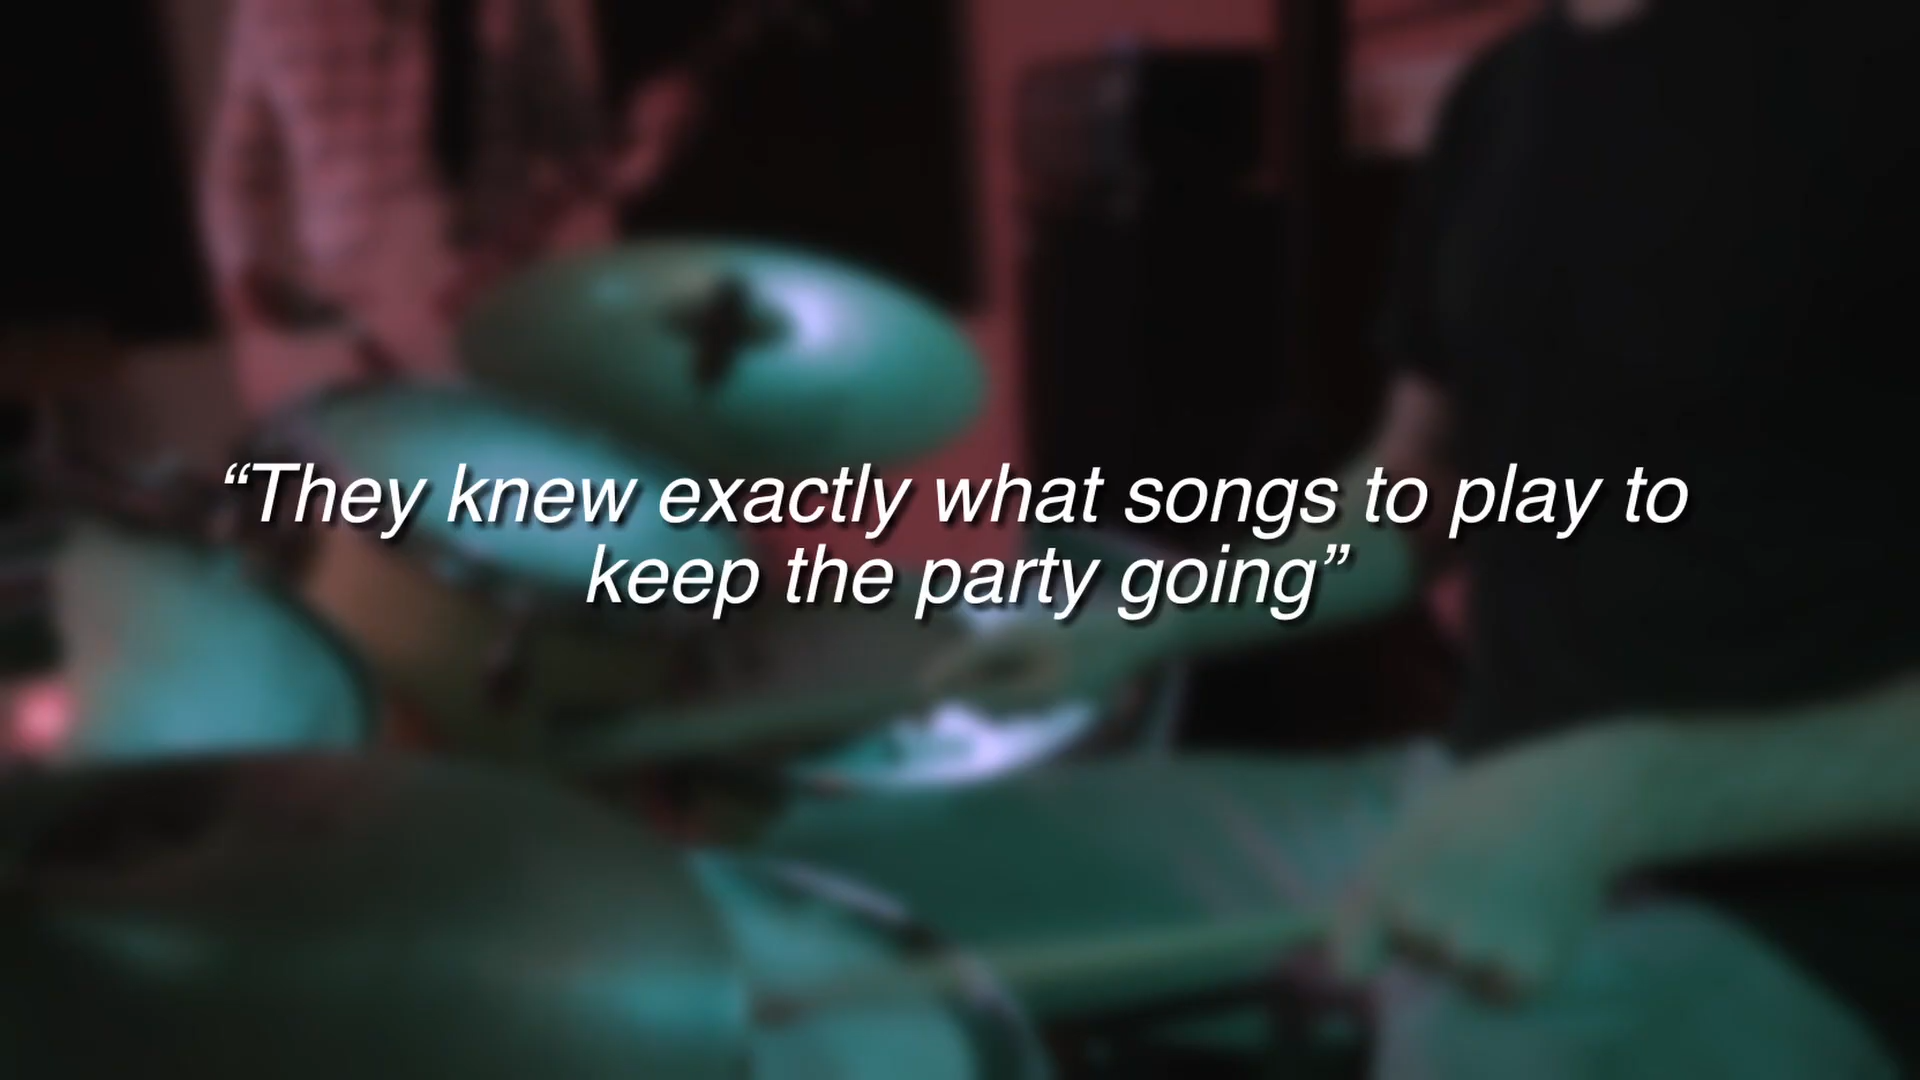 “They knew exactly what songs to play to
keep the party going”